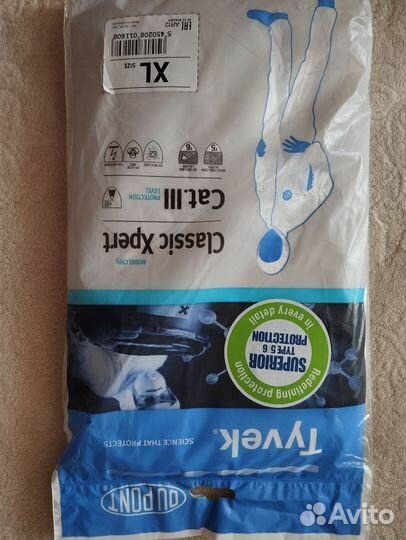 DUPONT
Tyvek®
SCIENCE THAT PROTECTS
Redefining protection
SUPERIOR
TYPE 5 6
PROTECTION
in every detail
Classic Xpert
MODEL CHF5
Cat.III
PROTECTION
LEVEL
XL
SIZE
5 450208 011608
Avito